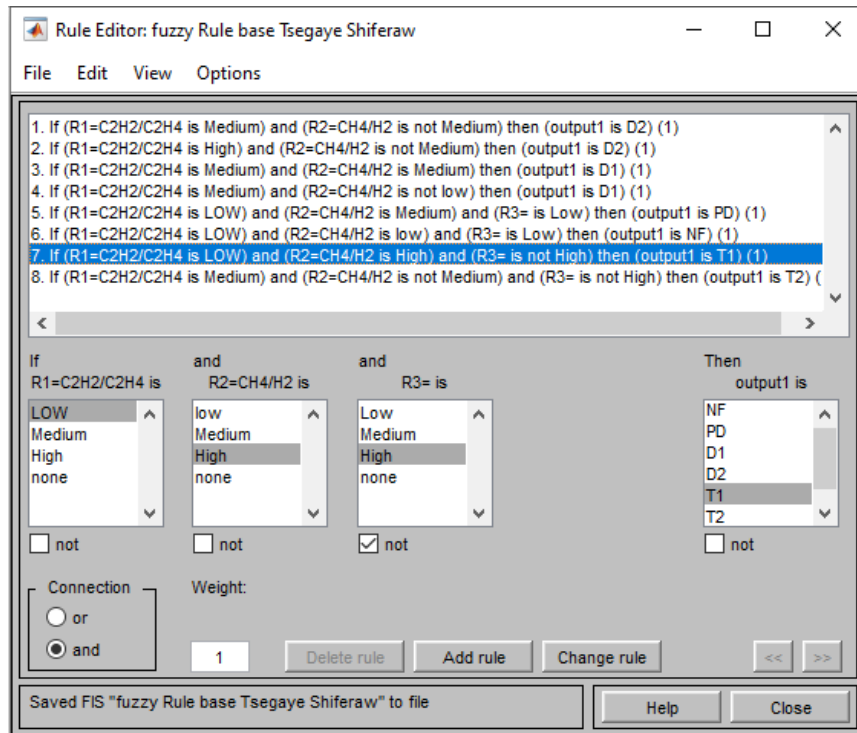 Rule Editor: fuzzy Rule base Tsegaye Shiferaw
File Edit View Options
1. If (R1=C2H2/C2H4 is Medium) and (R2=CH4/H2 is not Medium) then (output1 is D2) (1)
2. If (R1=C2H2/C2H4 is High) and (R2=CH4/H2 is not Medium) then (output1 is D2) (1)
3. If (R1=C2H2/C2H4 is Medium) and (R2=CH4/H2 is Medium) then (output1 is D1) (1)
4. If (R1=C2H2/C2H4 is Medium) and (R2=CH4/H2 is not low) then (output1 is D1) (1)
5. If (R1=C2H2/C2H4 is LOW) and (R2=CH4/H2 is Medium) and (R3= is Low) then (output1 is PD) (1)
6. If (R1=C2H2/C2H4 is LOW) and (R2=CH4/H2 is low) and (R3= is Low) then (output1 is NF) (1)
7. If (R1=C2H2/C2H4 is LOW) and (R2=CH4/H2 is High) and (R3= is not High) then (output1 is T1) (1)
8. If (R1=C2H2/C2H4 is Medium) and (R2=CH4/H2 is not Medium) and (R3= is not High) then (output1 is T2) (
If and and Then
R1=C2H2/C2H4 is R2=CH4/H2 is R3= is output1 is
LOW low Low NF
Medium Medium Medium PD
High High High D1
none none none D2
T1
T2
not not not not
Connection Weight:
or
and 1 Delete rule Add rule Change rule << >>
Saved FIS "fuzzy Rule base Tsegaye Shiferaw" to file Help Close